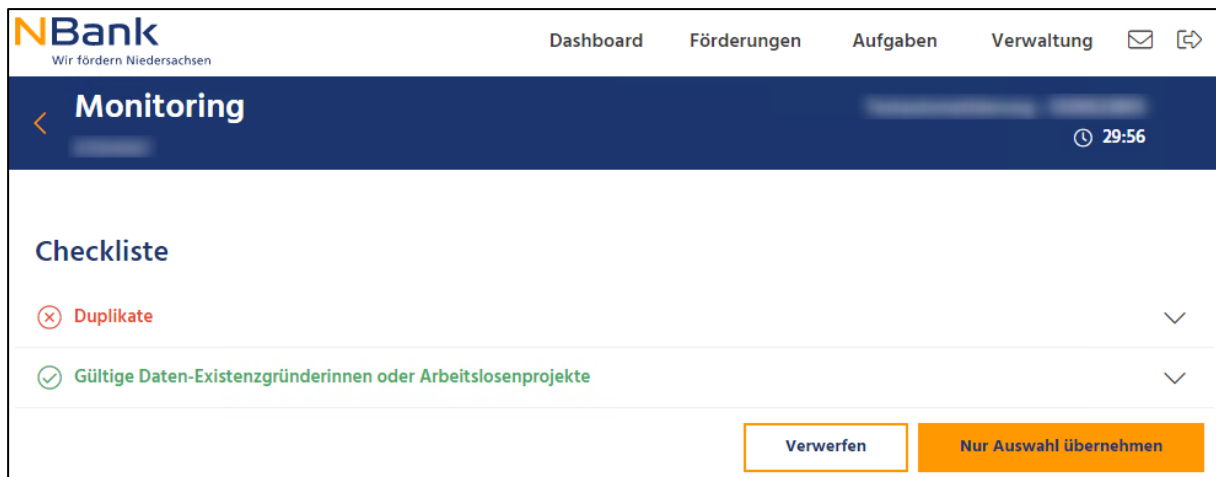 NBank
Wir fördern Niedersachsen
Dashboard Förderungen Aufgaben Verwaltung
Monitoring
29:56
Checkliste
Duplikate
Gültige Daten-Existenzgründerinnen oder Arbeitslosenprojekte
Verwerfen Nur Auswahl übernehmen